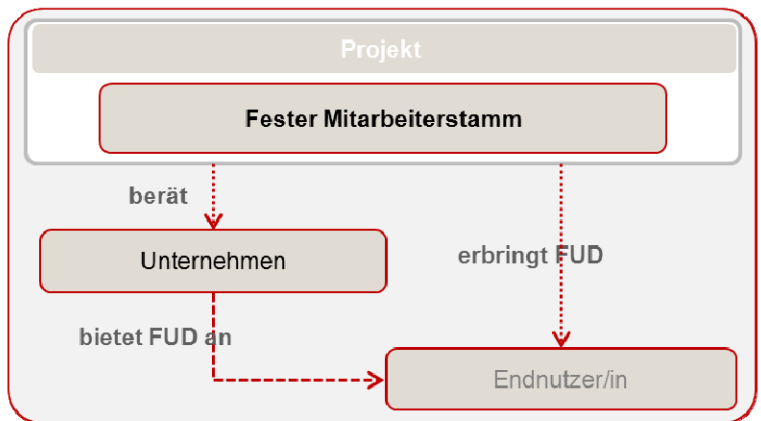 Projekt
Fester Mitarbeiterstamm
berät
Unternehmen
erbringt FUD
bietet FUD an
Endnutzer/in